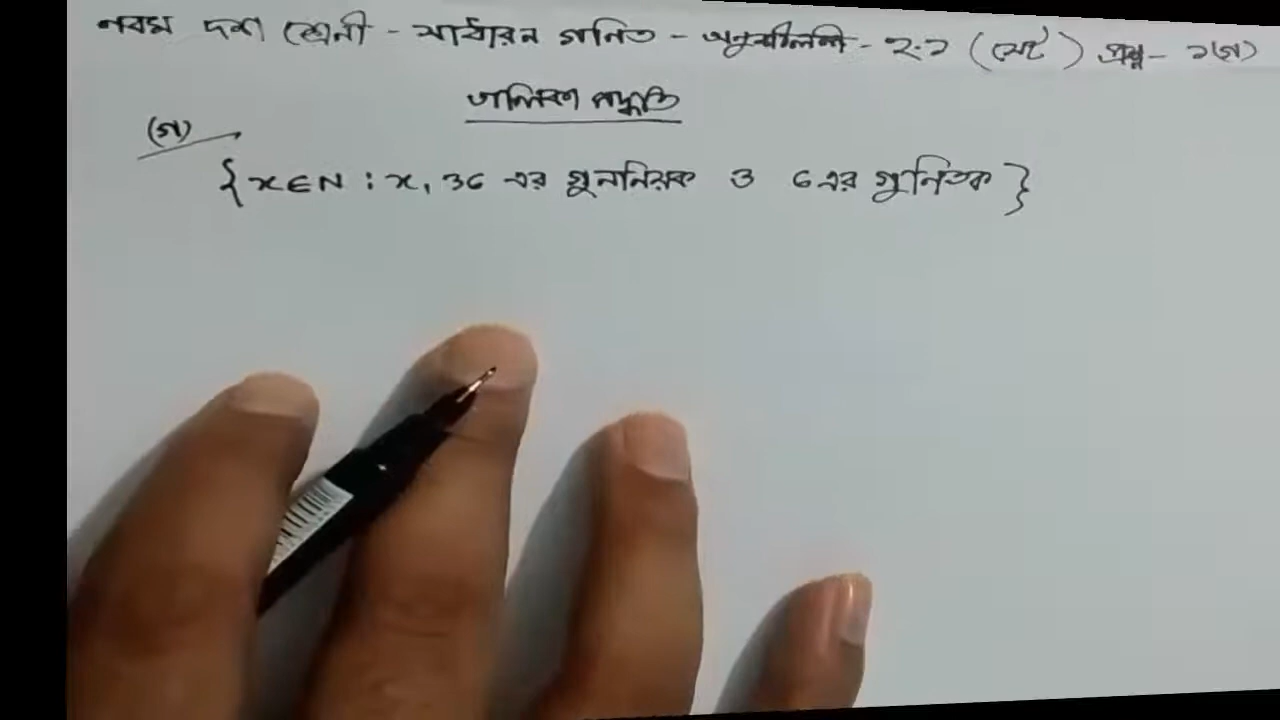 নবম দশম শ্রেনী - সাধারন গনিত - অনুশীলনী - ২.১ (সেট) প্রশ্ন - ১(গ)
তালিকা পদ্ধতি
(গ)
{x∈N : x, 36 এর গুননিয়ক ও 6 এর গুনিতক}